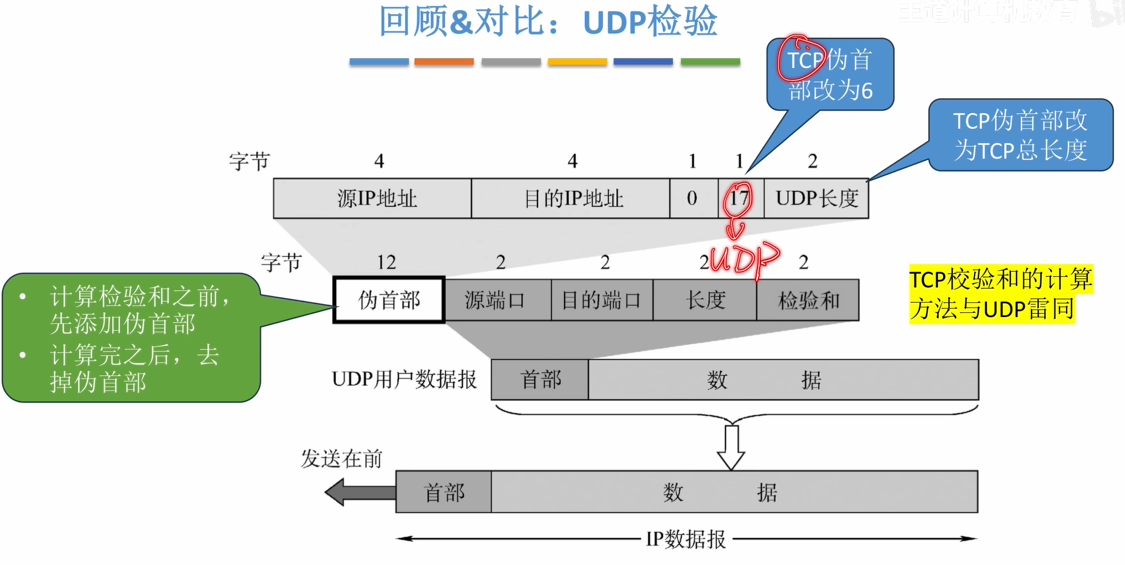 回顾&对比：UDP检验
TCP伪首
部改为6
TCP伪首部改
为TCP总长度
字节 4 4 1 1 2
源IP地址 目的IP地址 0 17 UDP长度
UDP
字节 12 2 2 2 2
伪首部 源端口 目的端口 长度 检验和
• 计算检验和之前，
先添加伪首部
• 计算完之后，去
掉伪首部
TCP校验和的计算
方法与UDP雷同
UDP用户数据报 首部 数 据
发送在前
首部 数 据
IP数据报